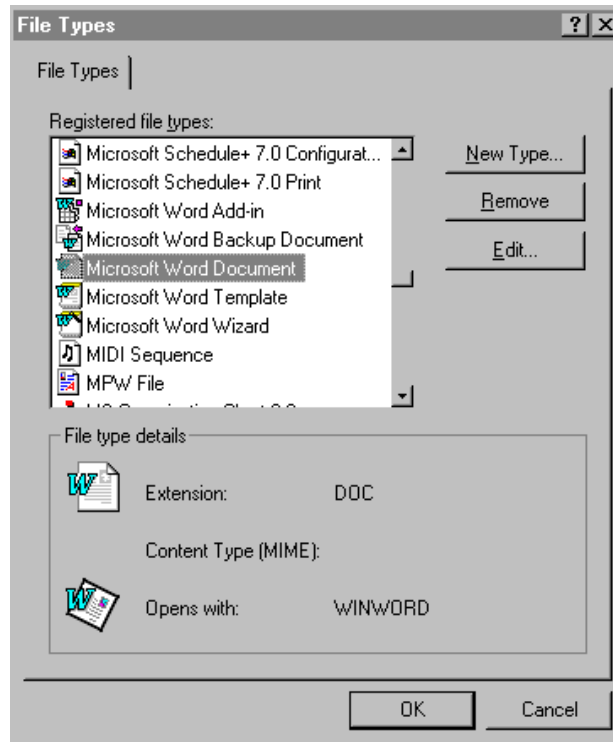 File Types
File Types
Registered file types:
Microsoft Schedule+ 7.0 Configurat...
Microsoft Schedule+ 7.0 Print
Microsoft Word Add-in
Microsoft Word Backup Document
Microsoft Word Document
Microsoft Word Template
Microsoft Word Wizard
MIDI Sequence
MPW File
New Type...
Remove
Edit...
File type details
Extension: DOC
Content Type (MIME):
Opens with: WINWORD
OK Cancel